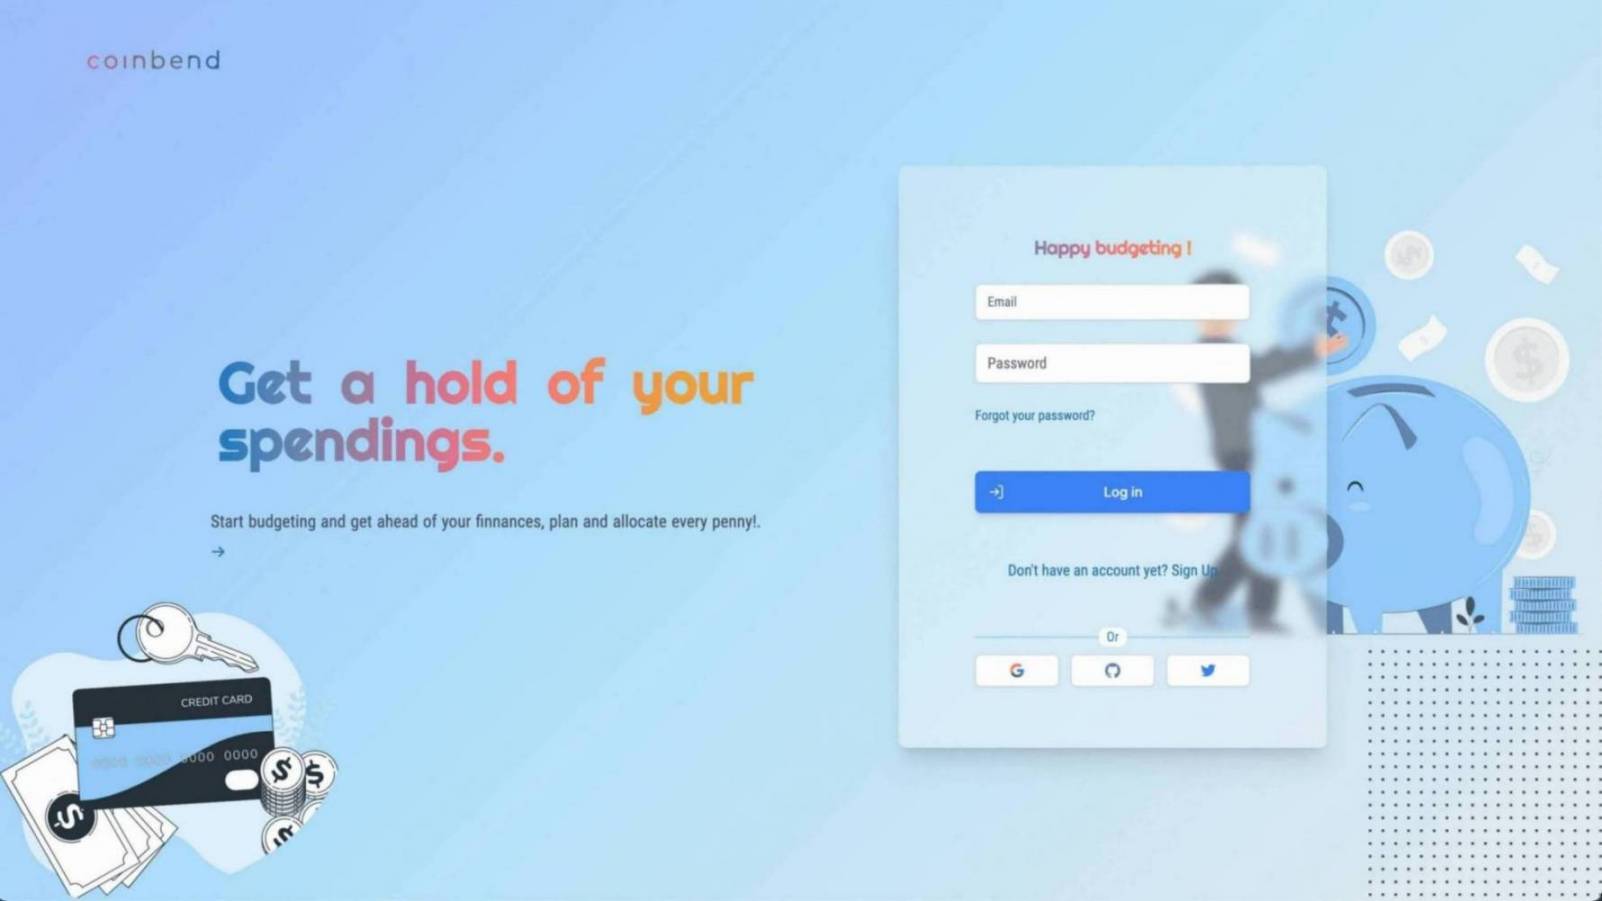 coinbend
Get a hold of your
spendings.
Start budgeting and get ahead of your finnances, plan and allocate every penny!.
→
Happy budgeting !
Email
Password
Forgot your password?
Log in
Don't have an account yet? Sign Up
Or
CREDIT CARD
0000 0000 0000 0000